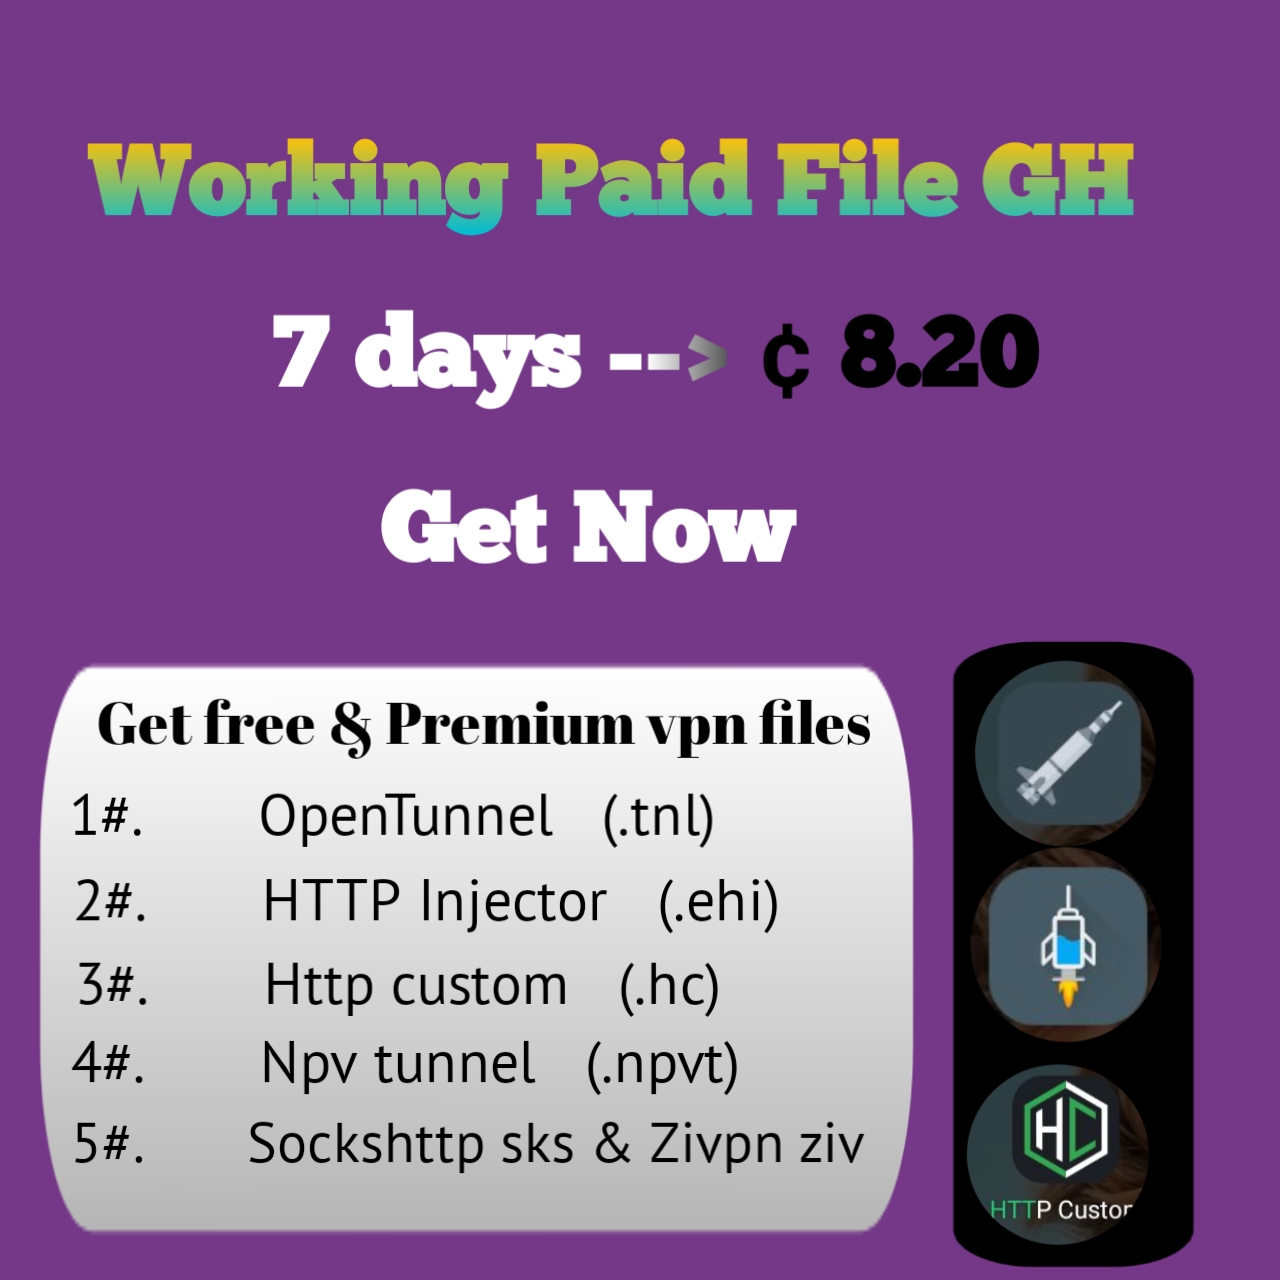 Working Paid File GH
7 days --> ₵ 8.20
Get Now
Get free & Premium vpn files
1#. OpenTunnel (.tnl)
2#. HTTP Injector (.ehi)
3#. Http custom (.hc)
4#. Npv tunnel (.npvt)
5#. Sockshttp sks & Zivpn ziv
HC
HTTP Custor